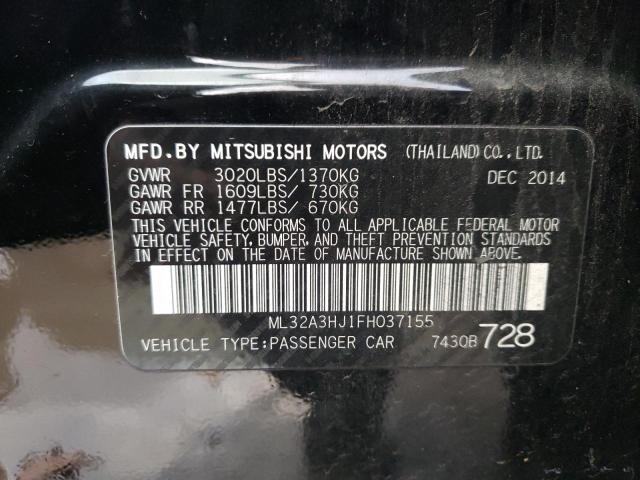 MFD.BY MITSUBISHI MOTORS (THAILAND)CO.,LTD.
GVWR 3020LBS/1370KG DEC 2014
GAWR FR 1609LBS/ 730KG
GAWR RR 1477LBS/ 670KG
THIS VEHICLE CONFORMS TO ALL APPLICABLE FEDERAL MOTOR
VEHICLE SAFETY, BUMPER, AND THEFT PREVENTION STANDARDS
IN EFFECT ON THE DATE OF MANUFACTURE SHOWN ABOVE.
ML32A3HJ1FH037155
VEHICLE TYPE:PASSENGER CAR 7430B 728